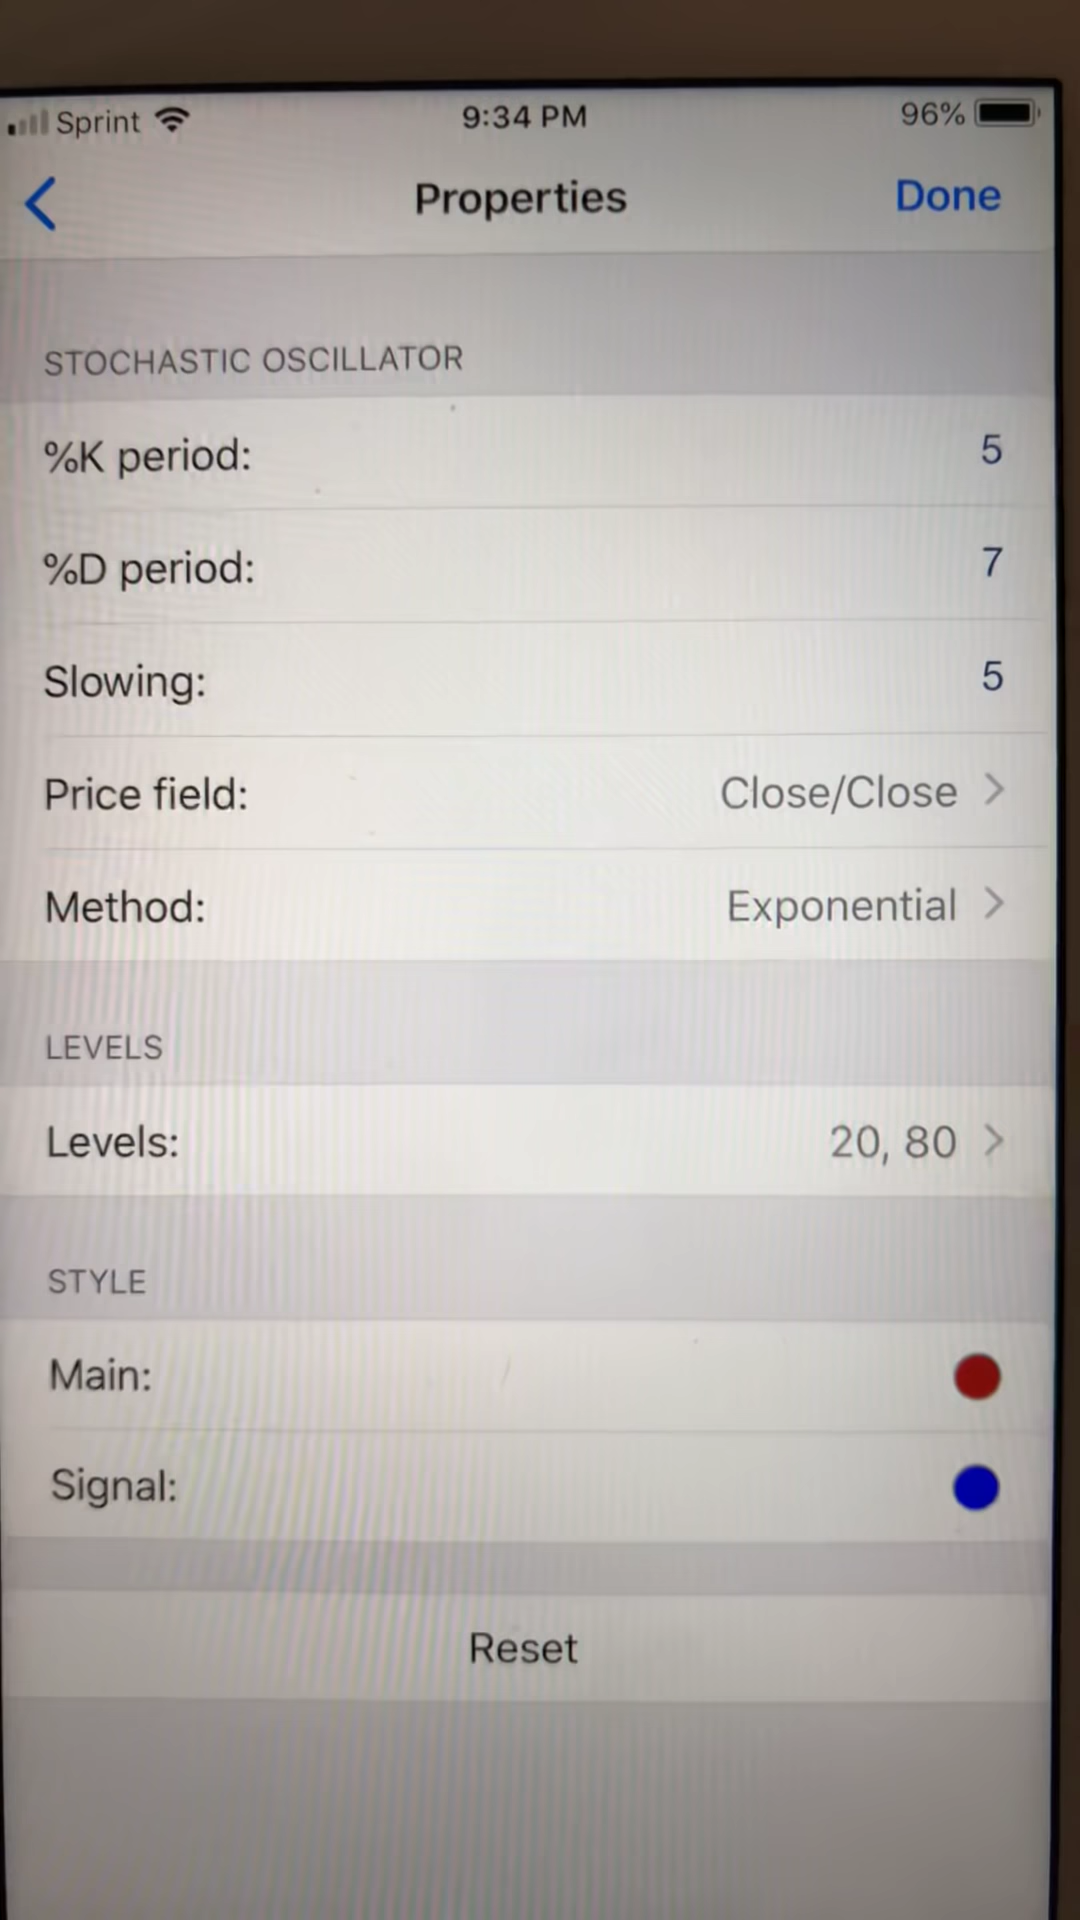 Sprint 9:34 PM 96%
Properties Done
STOCHASTIC OSCILLATOR
%K period: 5
%D period: 7
Slowing: 5
Price field: Close/Close
Method: Exponential
LEVELS
Levels: 20, 80
STYLE
Main:
Signal:
Reset